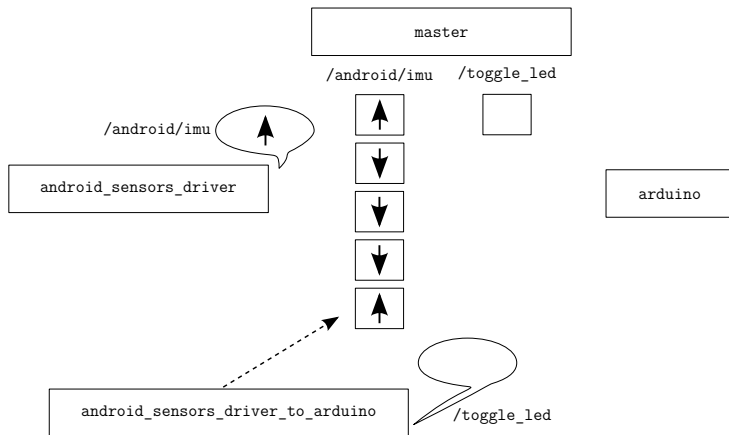 master
/android/imu
/toggle_led
/android/imu
android_sensors_driver
arduino
android_sensors_driver_to_arduino
/toggle_led